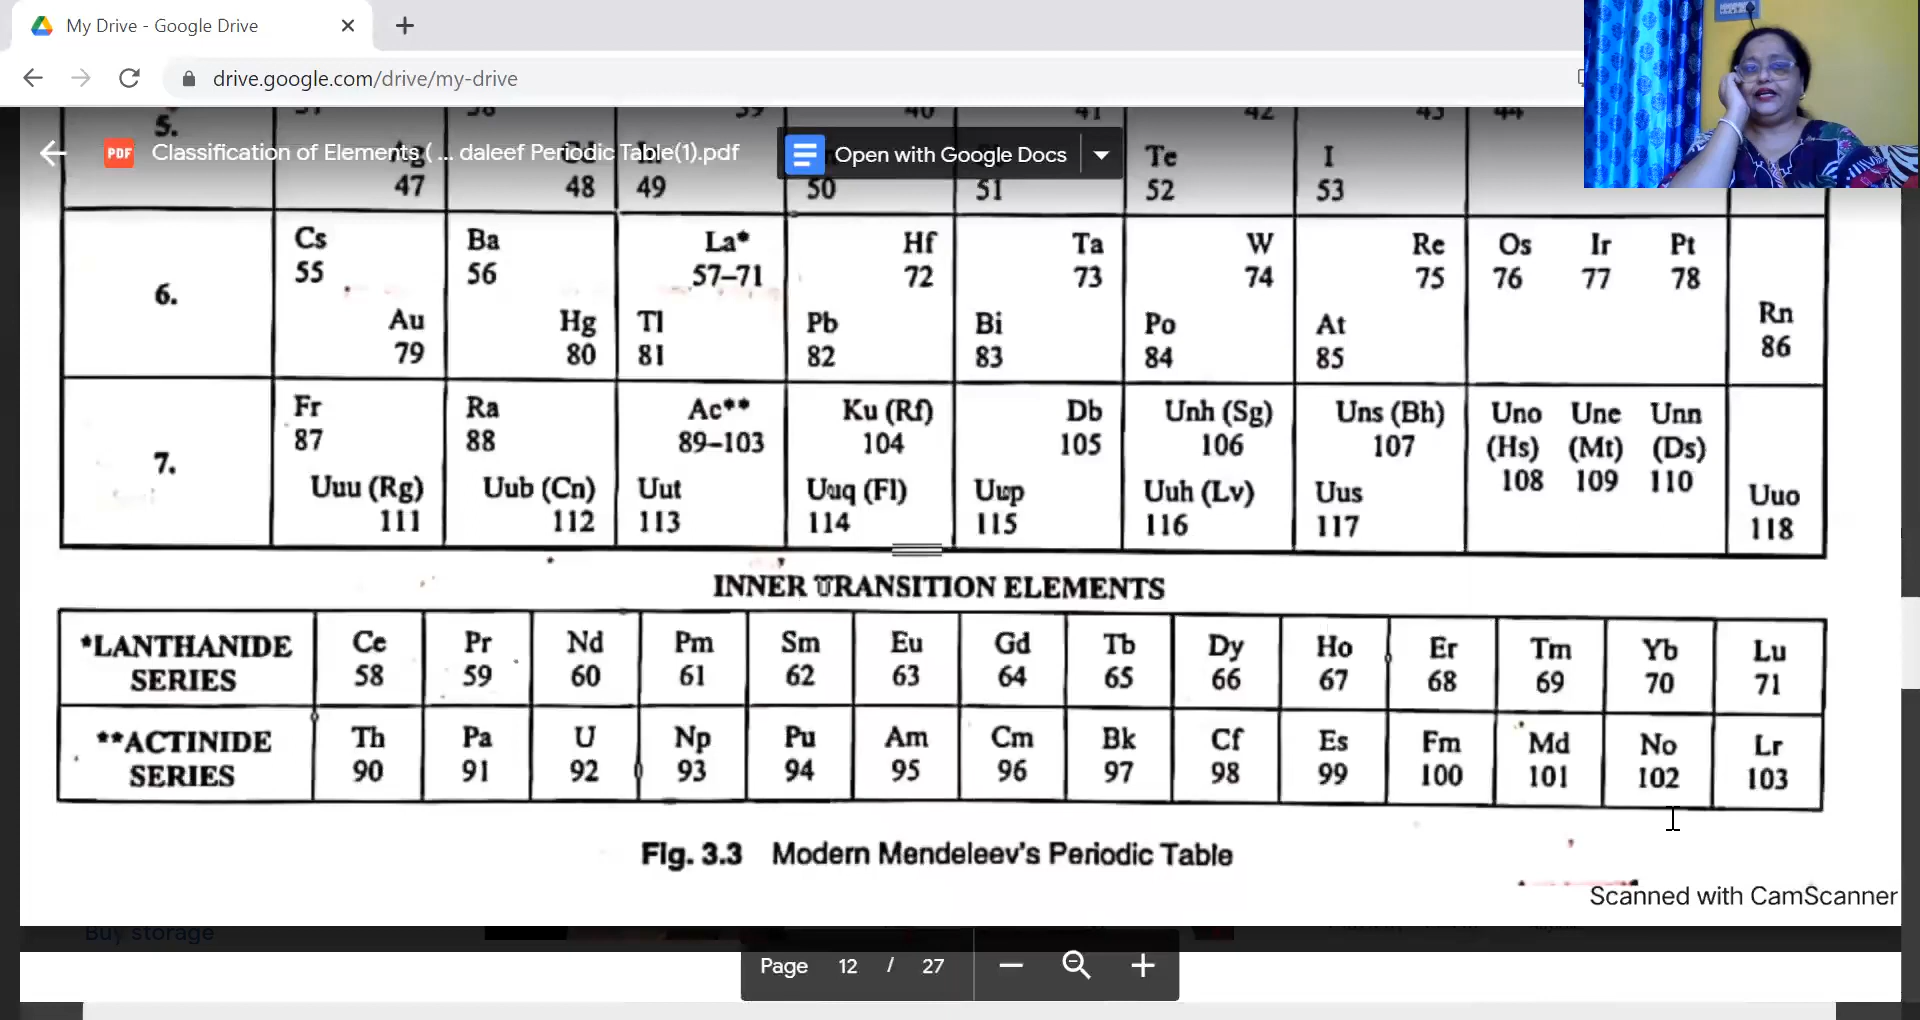 My Drive - Google Drive
drive.google.com/drive/my-drive
5.
Classification of Elements ( ... daleef Periodic Table(1).pdf
Open with Google Docs
Te I
47 48 49 50 51 52 53
Cs Ba La* Hf Ta W Re Os Ir Pt
55 56 57–71 72 73 74 75 76 77 78
6.
Au Hg Tl Pb Bi Po At Rn
79 80 81 82 83 84 85 86
Fr Ra Ac** Ku (Rf) Db Unh (Sg) Uns (Bh) Uno Une Unn
87 88 89–103 104 105 106 107 (Hs) (Mt) (Ds)
7. 108 109 110
Uuu (Rg) Uub (Cn) Uut Uuq (Fl) Uup Uuh (Lv) Uus Uuo
111 112 113 114 115 116 117 118
INNER TRANSITION ELEMENTS
*LANTHANIDE SERIES Ce Pr Nd Pm Sm Eu Gd Tb Dy Ho Er Tm Yb Lu
58 59 60 61 62 63 64 65 66 67 68 69 70 71
**ACTINIDE SERIES Th Pa U Np Pu Am Cm Bk Cf Es Fm Md No Lr
90 91 92 93 94 95 96 97 98 99 100 101 102 103
Fig. 3.3 Modern Mendeleev's Periodic Table
Scanned with CamScanner
Buy storage
Page 12 / 27